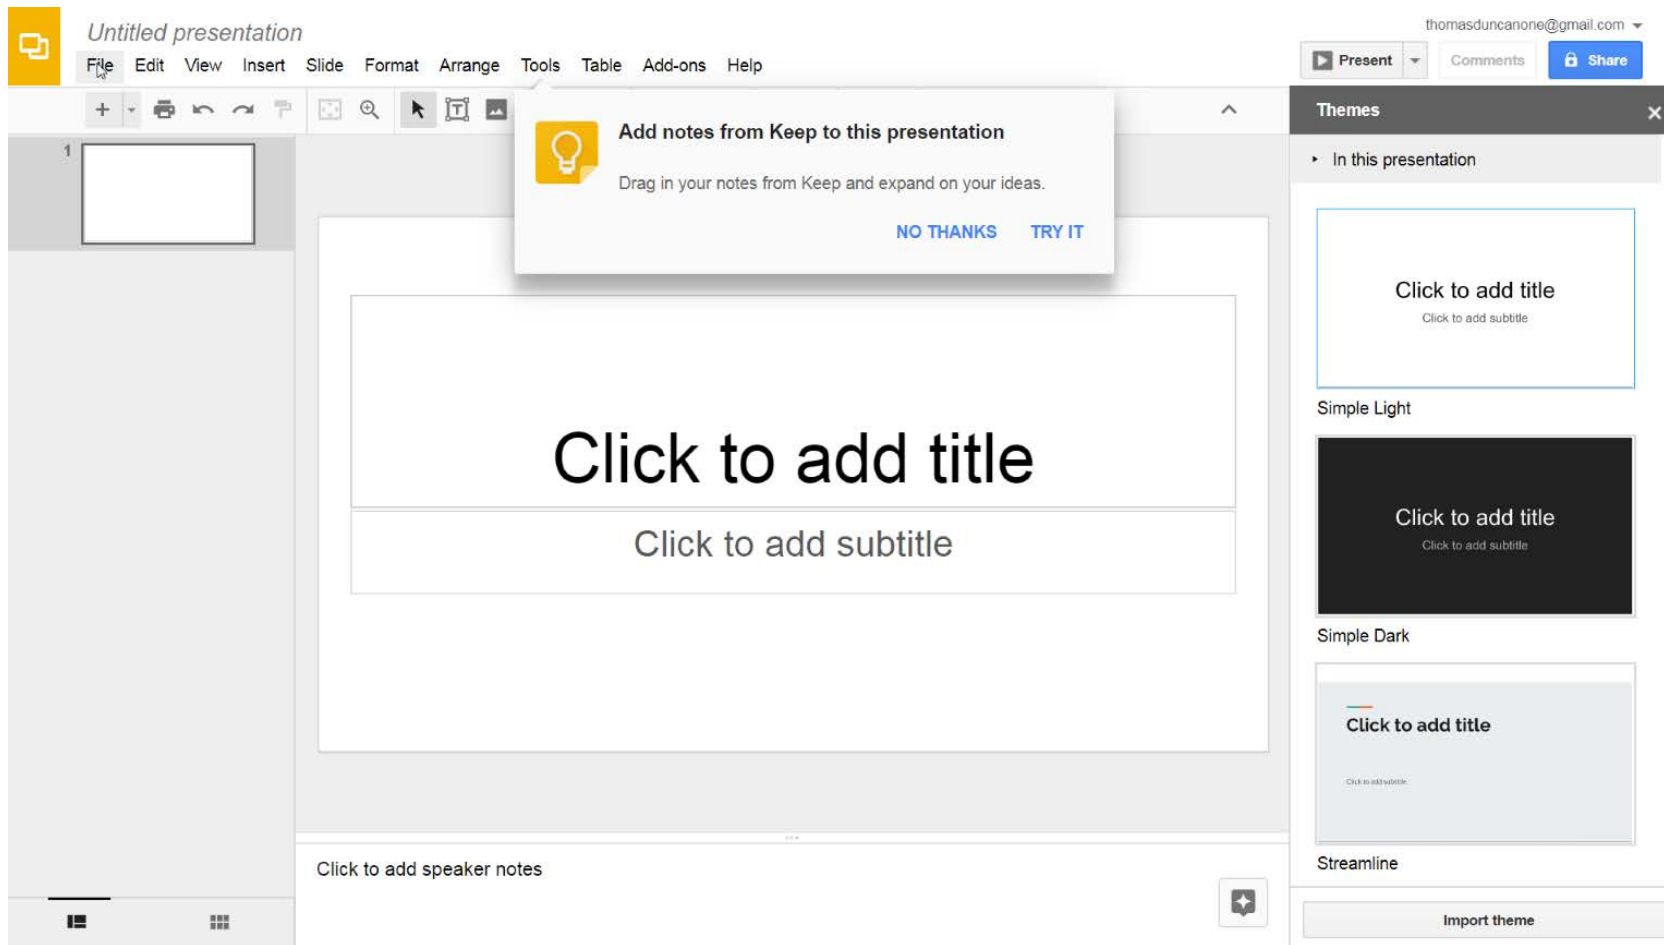 Untitled presentation
thomasduncanone@gmail.com
File Edit View Insert Slide Format Arrange Tools Table Add-ons Help
Present Comments Share
Add notes from Keep to this presentation
Drag in your notes from Keep and expand on your ideas.
NO THANKS TRY IT
1
Click to add title
Click to add subtitle
Click to add speaker notes
Themes
In this presentation
Click to add title
Click to add subtitle
Simple Light
Click to add title
Click to add subtitle
Simple Dark
Click to add title
Click to add subtitle
Streamline
Import theme